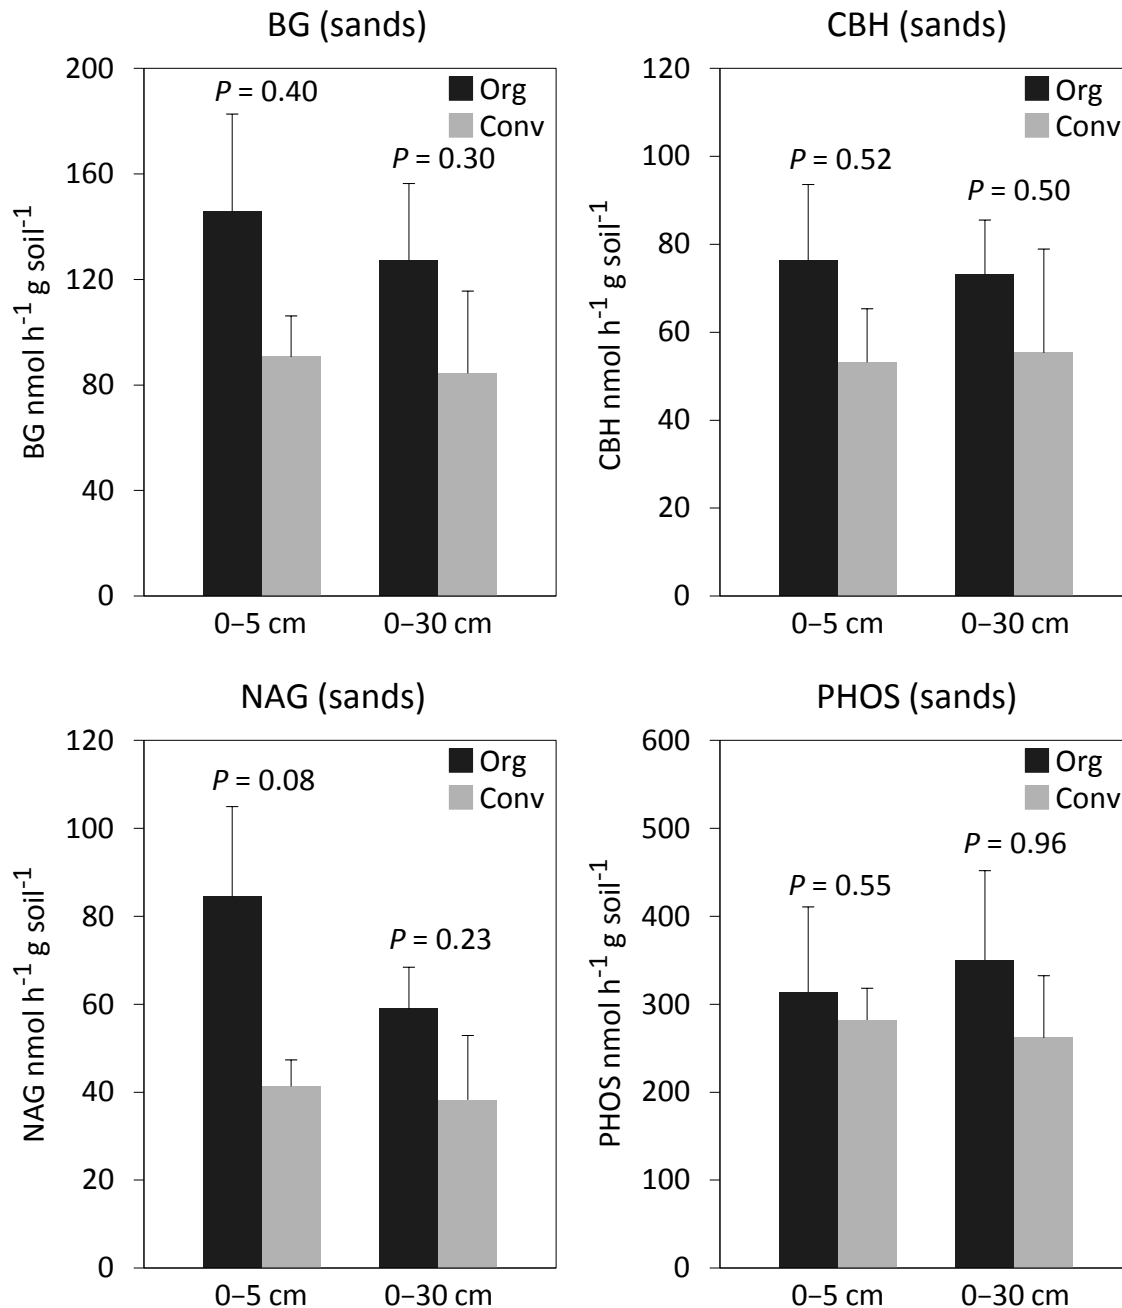 BG (sands)
BG nmol h⁻¹ g soil⁻¹
200
160
120
80
40
0
P = 0.40
P = 0.30
Org
Conv
0–5 cm
0–30 cm
CBH (sands)
CBH nmol h⁻¹ g soil⁻¹
120
100
80
60
40
20
0
P = 0.52
P = 0.50
Org
Conv
0–5 cm
0–30 cm
NAG (sands)
NAG nmol h⁻¹ g soil⁻¹
120
100
80
60
40
20
0
P = 0.08
P = 0.23
Org
Conv
0–5 cm
0–30 cm
PHOS (sands)
PHOS nmol h⁻¹ g soil⁻¹
600
500
400
300
200
100
0
P = 0.55
P = 0.96
Org
Conv
0–5 cm
0–30 cm